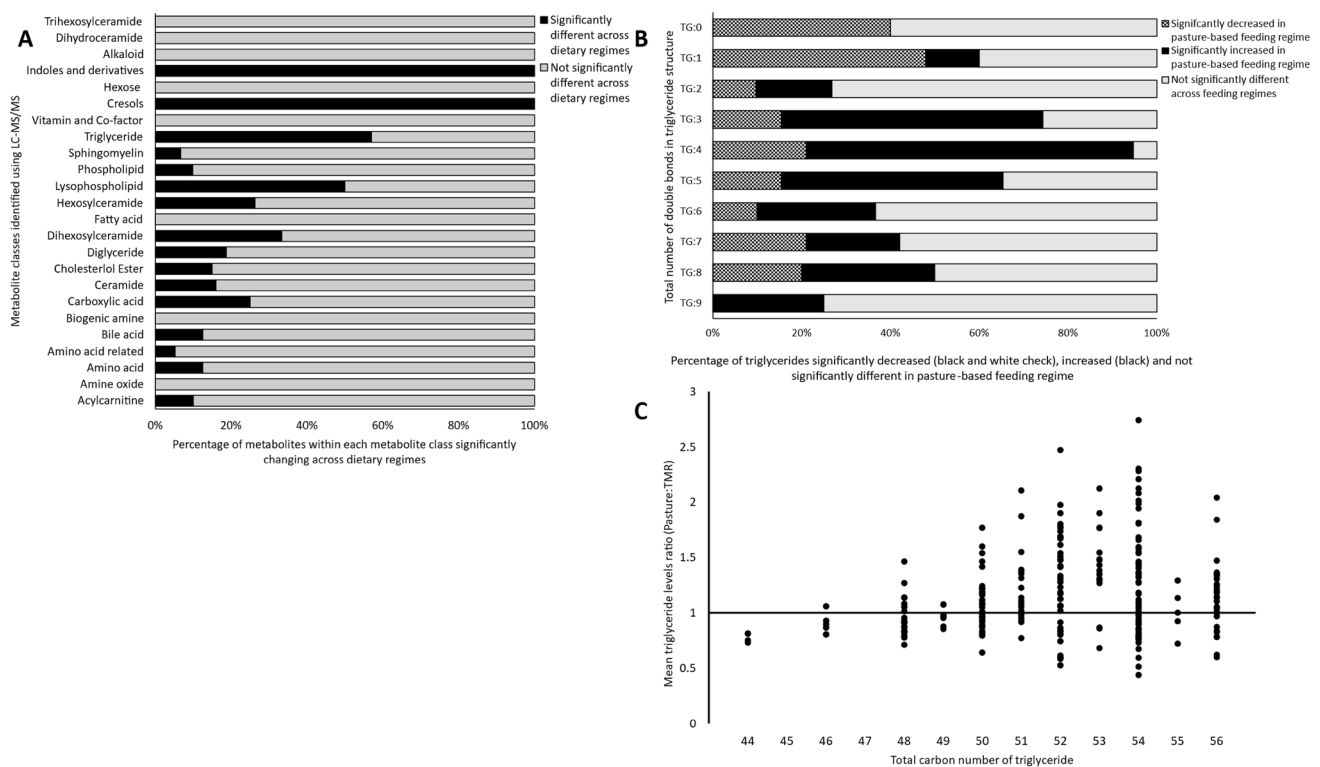 A
Metabolite classes identified using LC-MS/MS
Trihexosylceramide
Dihydroceramide
Alkaloid
Indoles and derivatives
Hexose
Cresols
Vitamin and Co-factor
Triglyceride
Sphingomyelin
Phospholipid
Lysophospholipid
Hexosylceramide
Fatty acid
Dihexosylceramide
Diglyceride
Cholesterlol Ester
Ceramide
Carboxylic acid
Biogenic amine
Bile acid
Amino acid related
Amino acid
Amine oxide
Acylcarnitine
0% 20% 40% 60% 80% 100%
Percentage of metabolites within each metabolite class significantly
changing across dietary regimes
Significantly
different across
dietary regimes
Not significantly
different across
dietary regimes
B
Total number of double bonds in triglyceride structure
TG:0
TG:1
TG:2
TG:3
TG:4
TG:5
TG:6
TG:7
TG:8
TG:9
0% 20% 40% 60% 80% 100%
Percentage of triglycerides significantly decreased (black and white check), increased (black) and not
significantly different in pasture-based feeding regime
Signifcantly decreased in
pasture-based feeding regime
Significantly increased in
pasture-based feeding regime
Not significantly different
across feeding regimes
C
Mean triglyceride levels ratio (Pasture:TMR)
3
2.5
2
1.5
1
0.5
0
44 45 46 47 48 49 50 51 52 53 54 55 56
Total carbon number of triglyceride